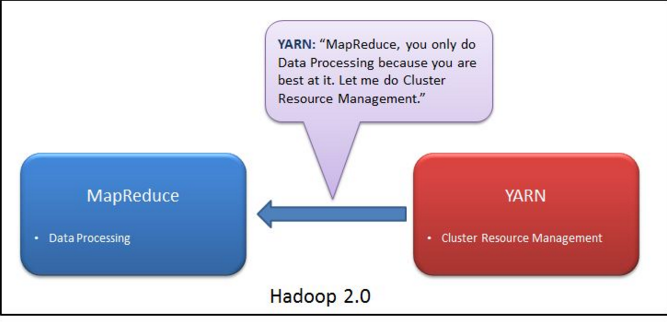 YARN: “MapReduce, you only do
Data Processing because you are
best at it. Let me do Cluster
Resource Management.”
MapReduce
• Data Processing
YARN
• Cluster Resource Management
Hadoop 2.0